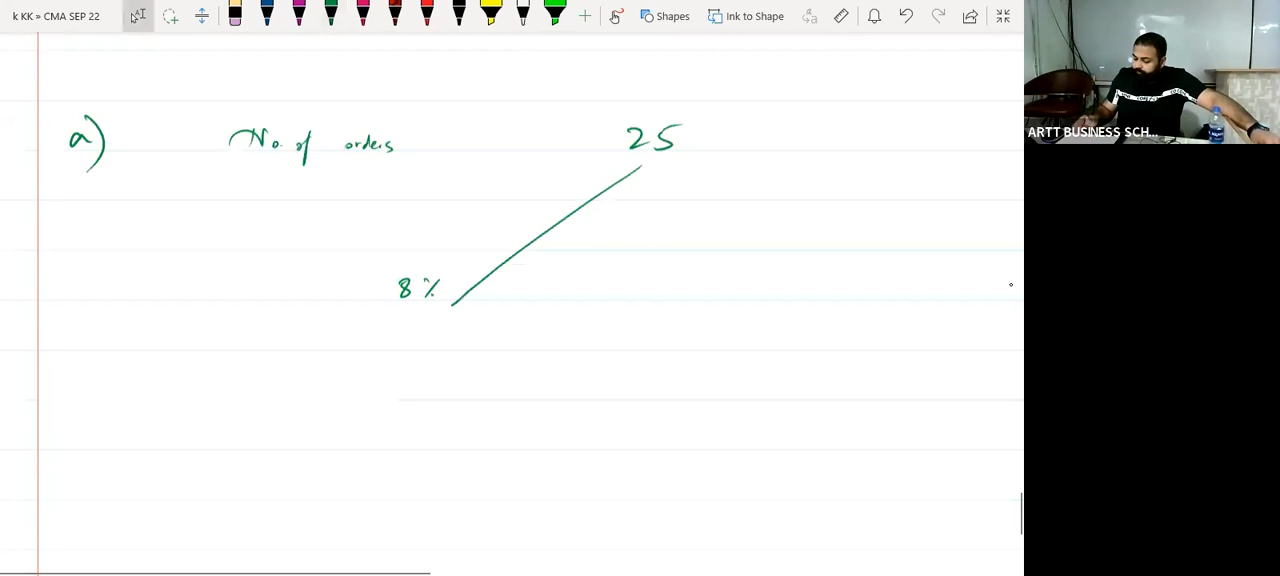 k KK » CMA SEP 22
Shapes
Ink to Shape
ARTT BUSINESS SCH...
a) No. of orders 25
8 %